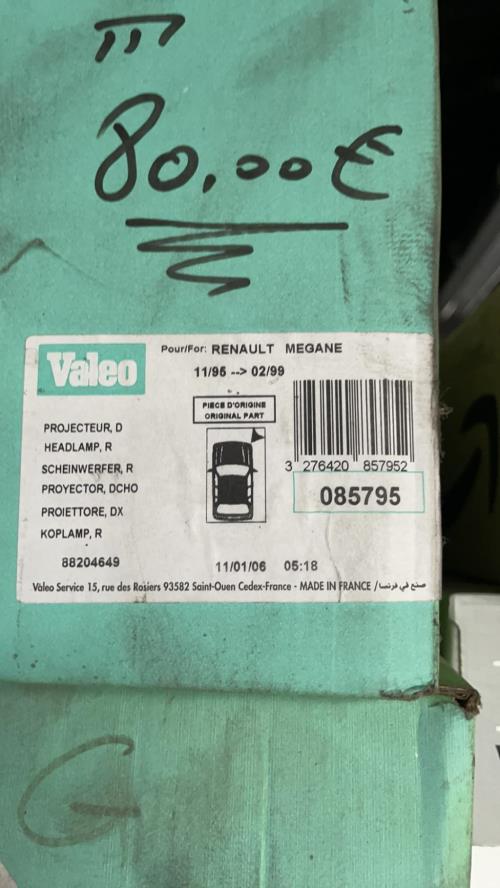 III
80,00 €
Valeo
Pour/For: RENAULT MEGANE
11/95 --> 02/99
PIECE D'ORIGINE
ORIGINAL PART
PROJECTEUR, D
HEADLAMP, R
SCHEINWERFER, R
PROYECTOR, DCHO
PROIETTORE, DX
KOPLAMP, R
3 276420 857952
085795
88204649
11/01/06 05:18
Valeo Service 15, rue des Rosiers 93582 Saint-Ouen Cedex-France - MADE IN FRANCE / صنع في فرنسا
G